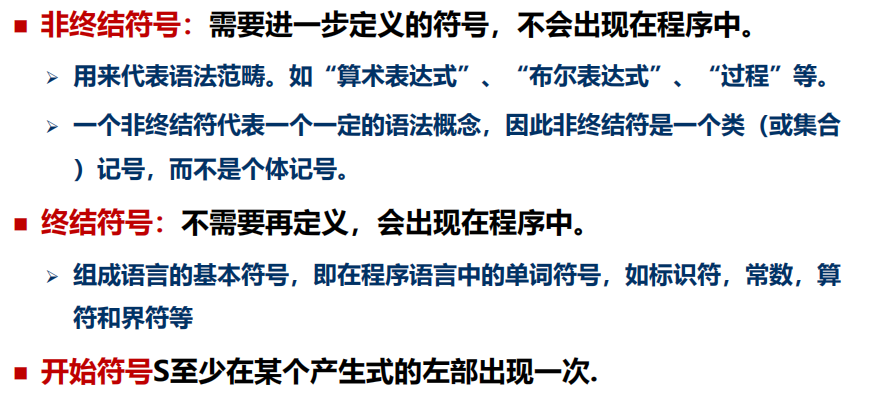 非终结符号：需要进一步定义的符号，不会出现在程序中。
用来代表语法范畴。如“算术表达式”、“布尔表达式”、“过程”等。
一个非终结符代表一个一定的语法概念，因此非终结符是一个类（或集合
）记号，而不是个体记号。
终结符号：不需要再定义，会出现在程序中。
组成语言的基本符号，即在程序语言中的单词符号，如标识符，常数，算
符和界符等
开始符号S至少在某个产生式的左部出现一次.